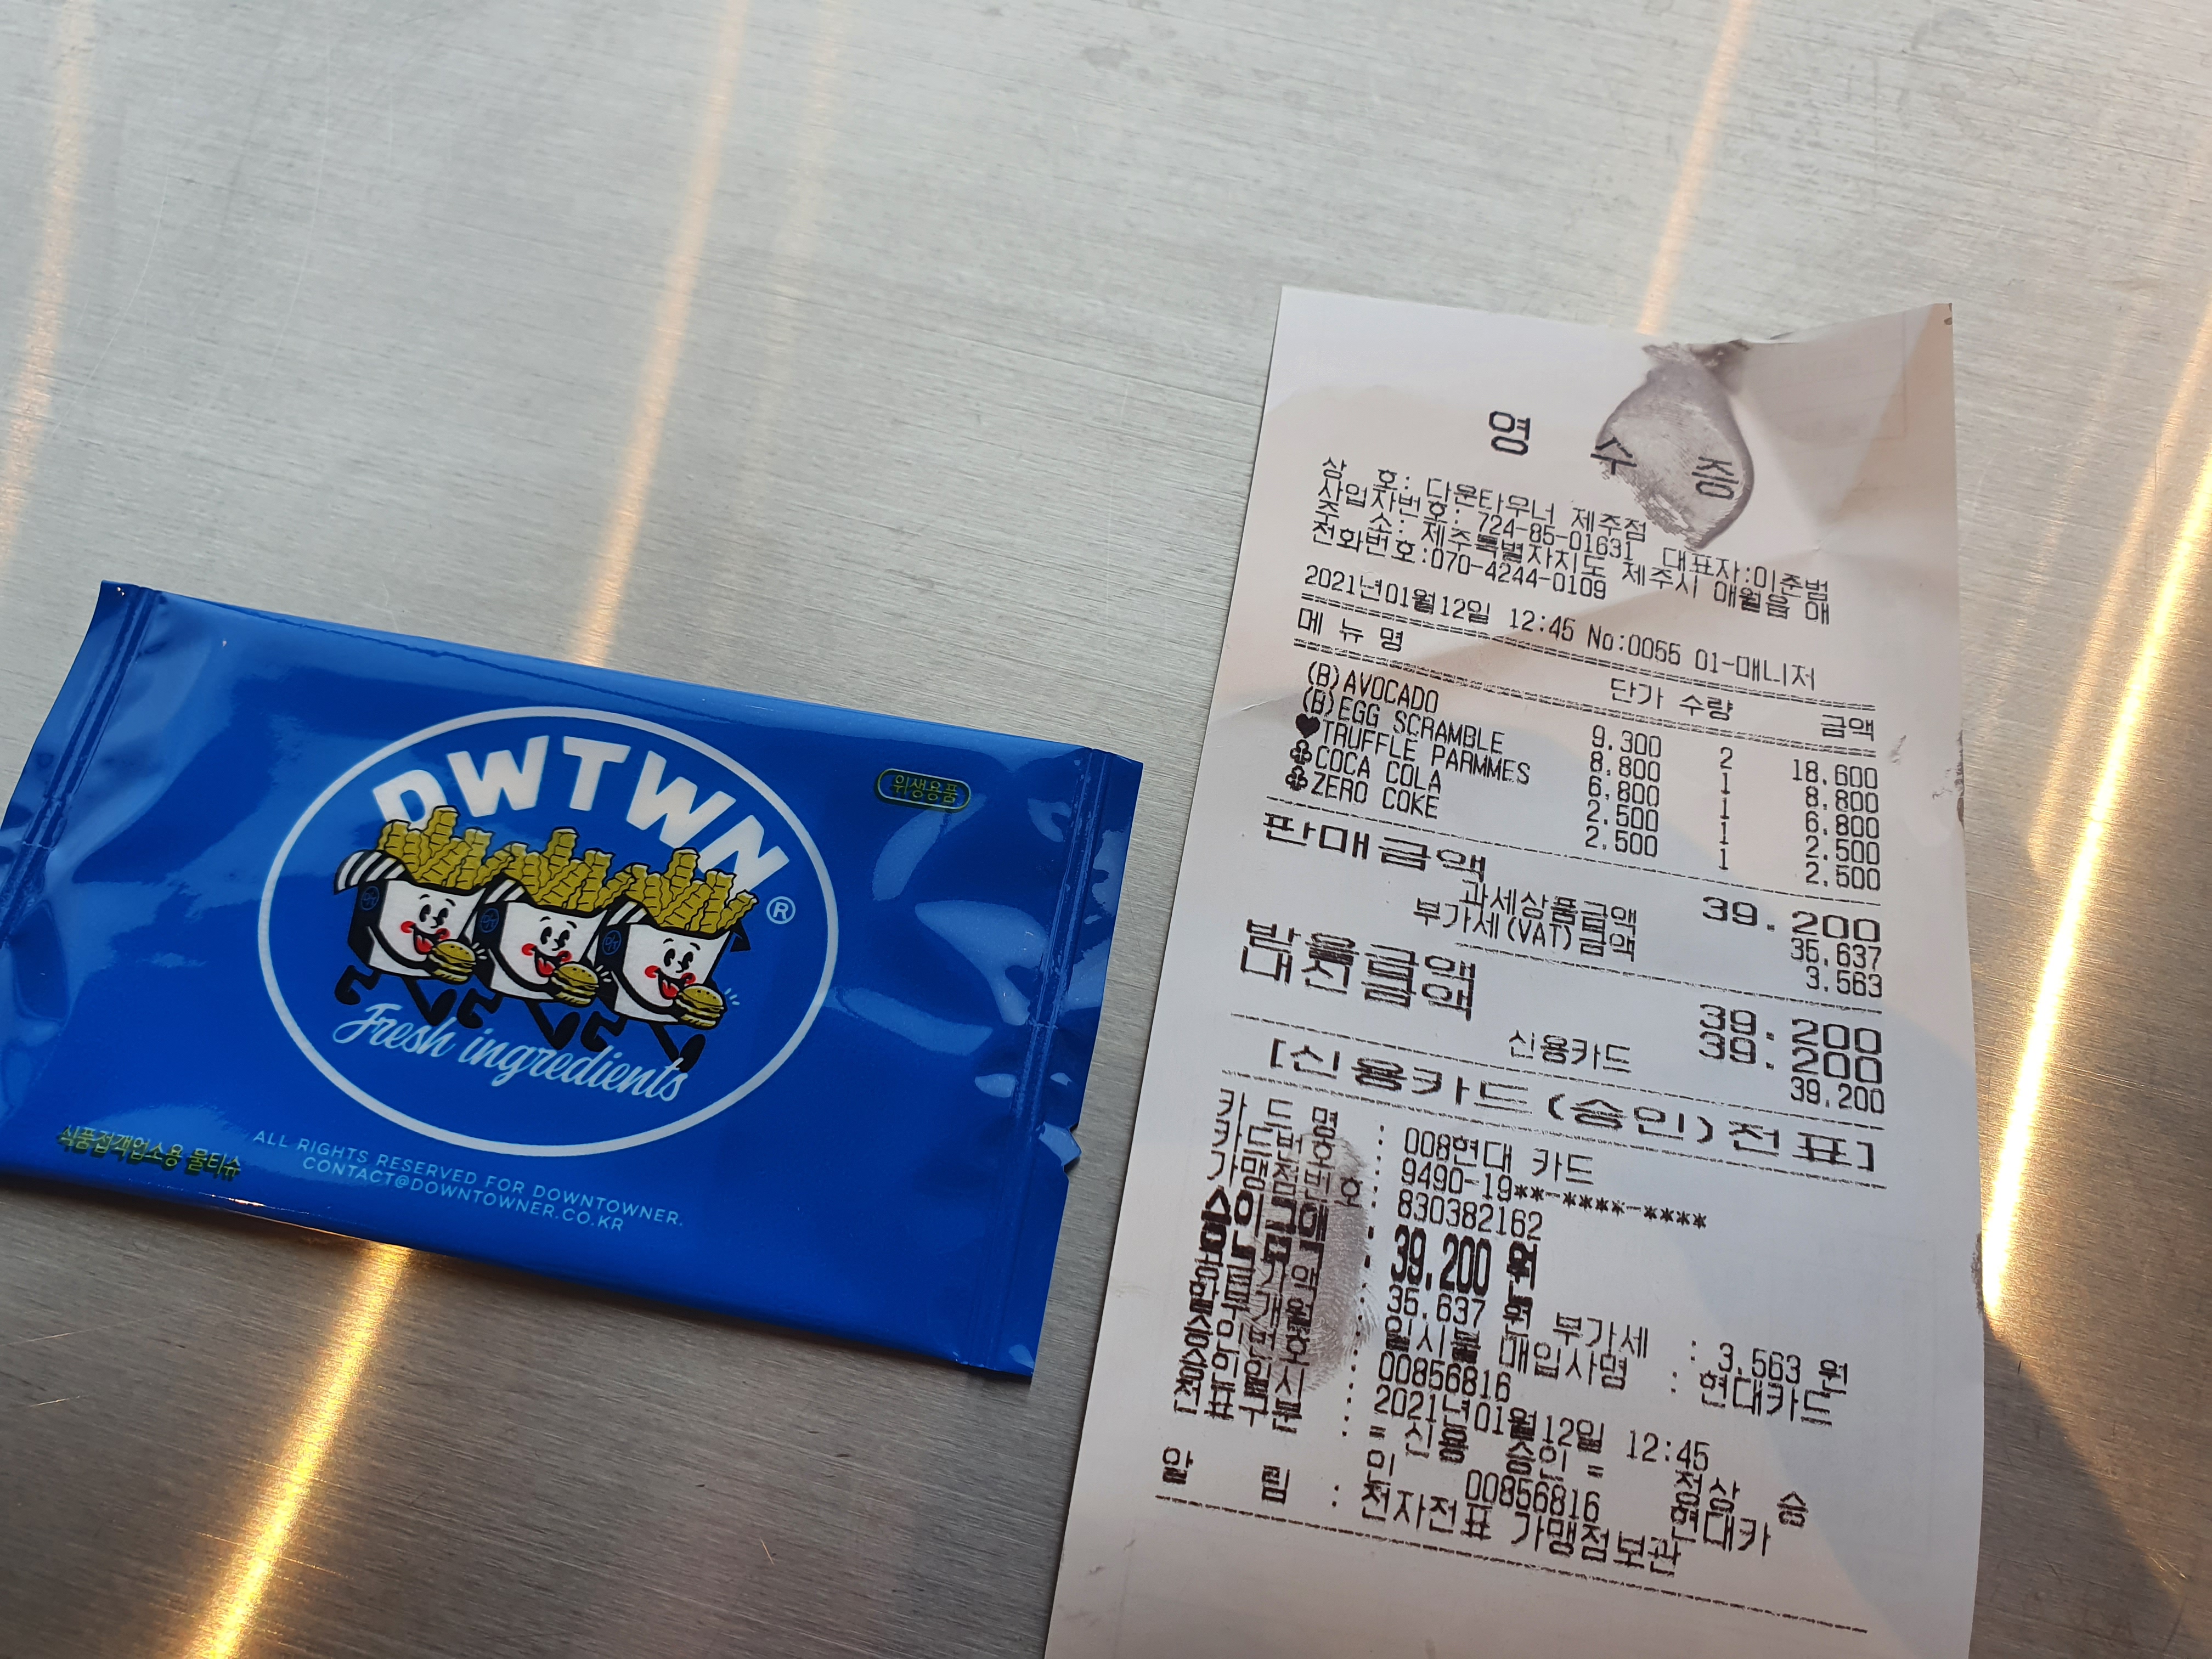 DWTWN®
Fresh ingredients
위생용품
식품접객업소용 물티슈
ALL RIGHTS RESERVED FOR DOWNTOWNER.
CONTACT@DOWNTOWNER.CO.KR
영 수 증
상 호: 다운타우너 제주점
사업자번호: 724-85-01631 대표자:이준범
주 소: 제주특별자치도 제주시 애월읍 애
전화번호:070-4244-0109
2021년01월12일 12:45 No:0055 01-매니저
메 뉴 명 단가 수량 금액
(B)AVOCADO 9.300 2 18.600
(B)EGG SCRAMBLE 8.800 1 8.800
♥TRUFFLE PARMMES 6.800 1 6.800
♣COCA COLA 2.500 1 2.500
♣ZERO COKE 2.500 1 2.500
판매금액 39.200
과세상품금액 35.637
부가세(VAT)금액 3.563
받을금액 39.200
대신금액 39.200
신용카드 39.200
[신용카드(승인)전표]
카 드 명 : 008현대 카드
카드번호 : 9490-19**-****-****
가맹점번호: 830382162
승인금액 : 39,200 원
35.637 원 부가세 : 3.563 원
일시불 매입사명 : 현대카드
승인번호 : 00856816
승인일시 : 2021년01월12일 12:45
전표구분 : = 신용 승인 =
알 림 : 정상 승
인 00856816 현대카
전자전표 가맹점보관